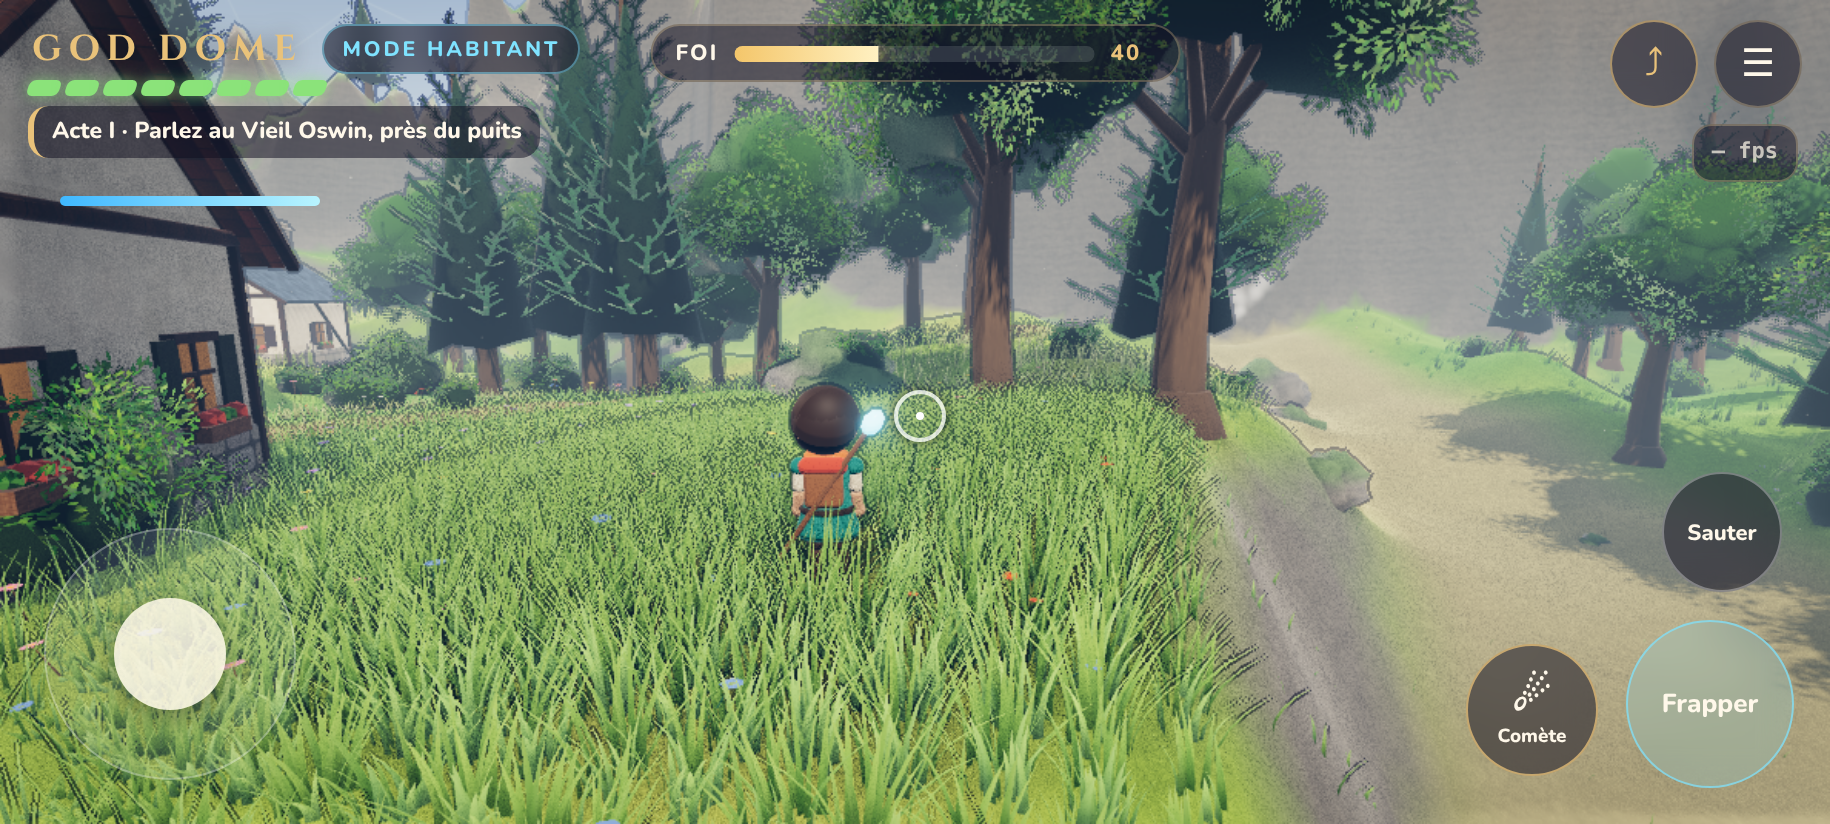 GOD DOME
MODE HABITANT
FOI
40
Acte I · Parlez au Vieil Oswin, près du puits
– fps
Sauter
Comète
Frapper